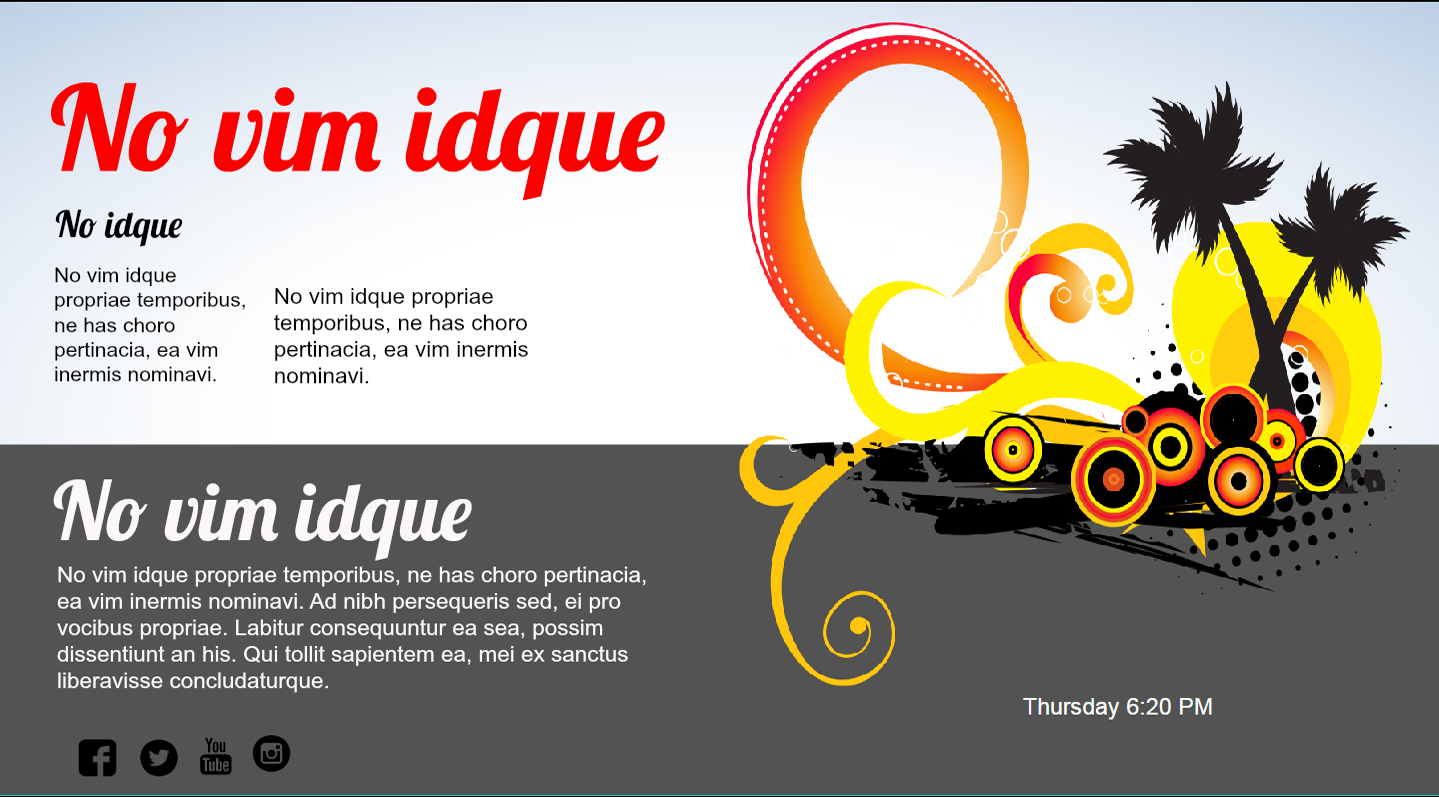 No vim idque
No idque
No vim idque
propriae temporibus,
ne has choro
pertinacia, ea vim
inermis nominavi.
No vim idque propriae
temporibus, ne has choro
pertinacia, ea vim inermis
nominavi.
No vim idque
No vim idque propriae temporibus, ne has choro pertinacia,
ea vim inermis nominavi. Ad nibh persequeris sed, ei pro
vocibus propriae. Labitur consequuntur ea sea, possim
dissentiunt an his. Qui tollit sapientem ea, mei ex sanctus
liberavisse concludaturque.
Thursday 6:20 PM
You
Tube